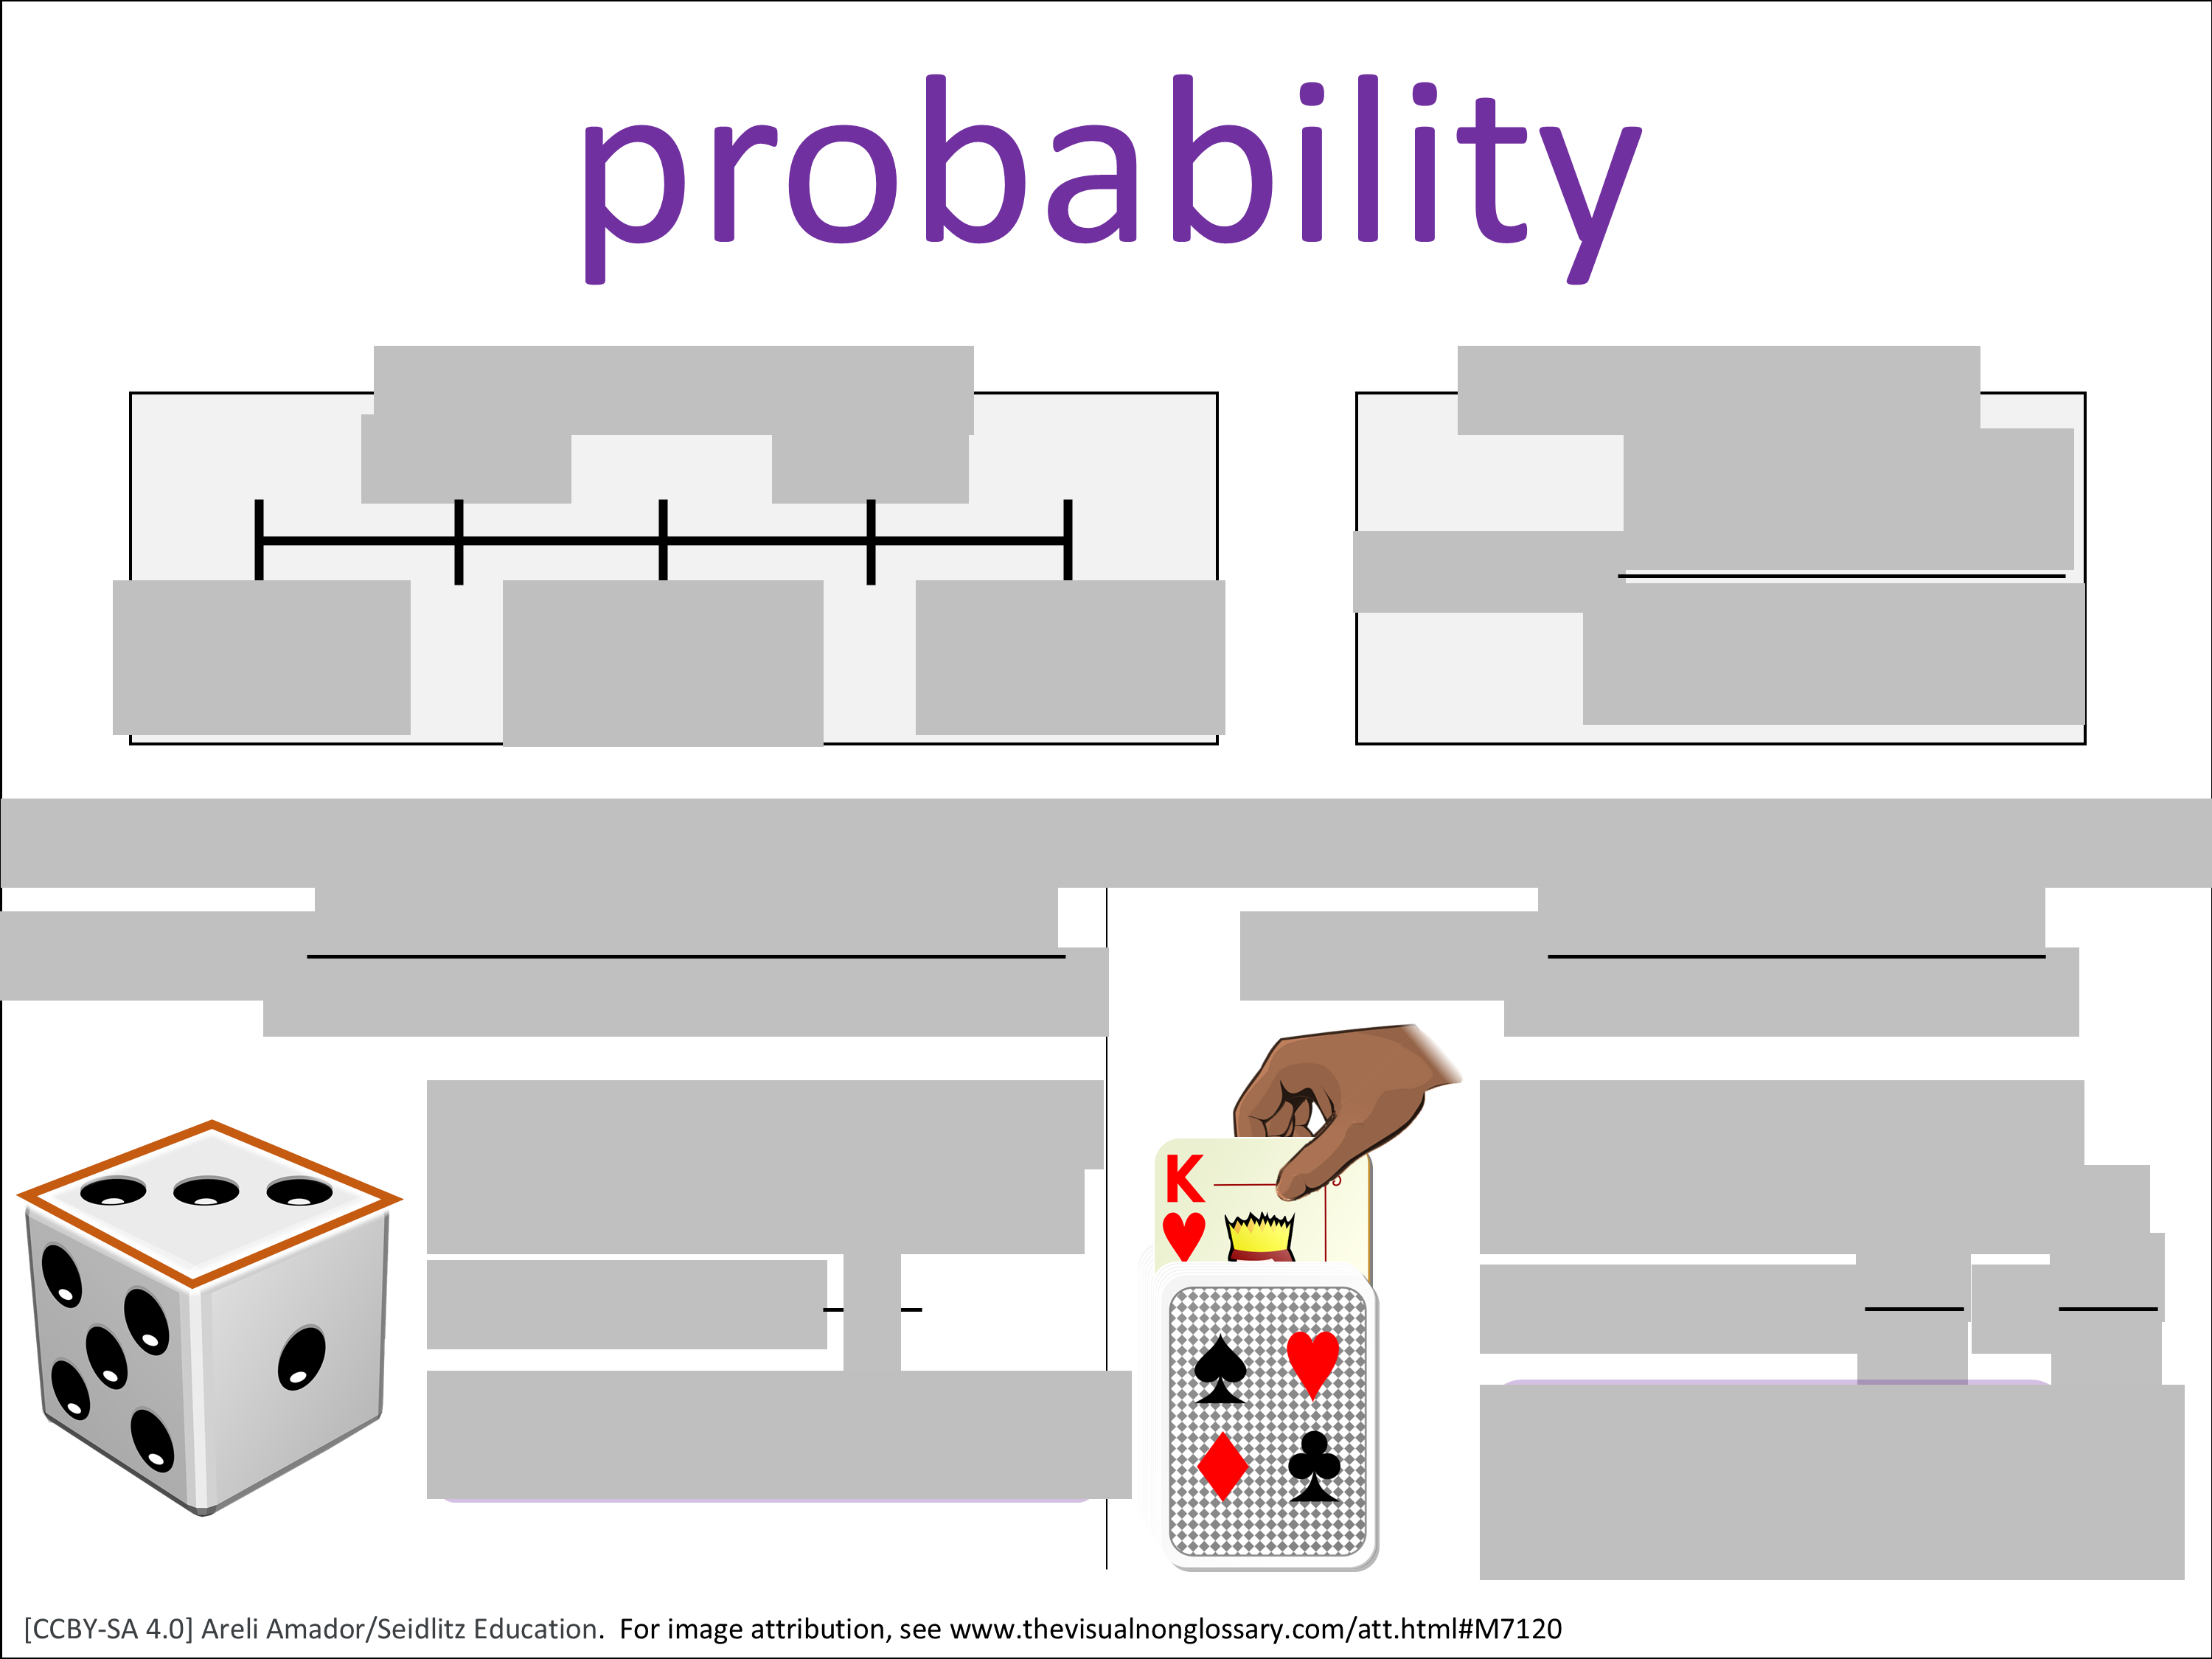 probability
K
[CCBY-SA 4.0] Areli Amador/Seidlitz Education.  For image attribution, see www.thevisualnonglossary.com/att.html#M7120